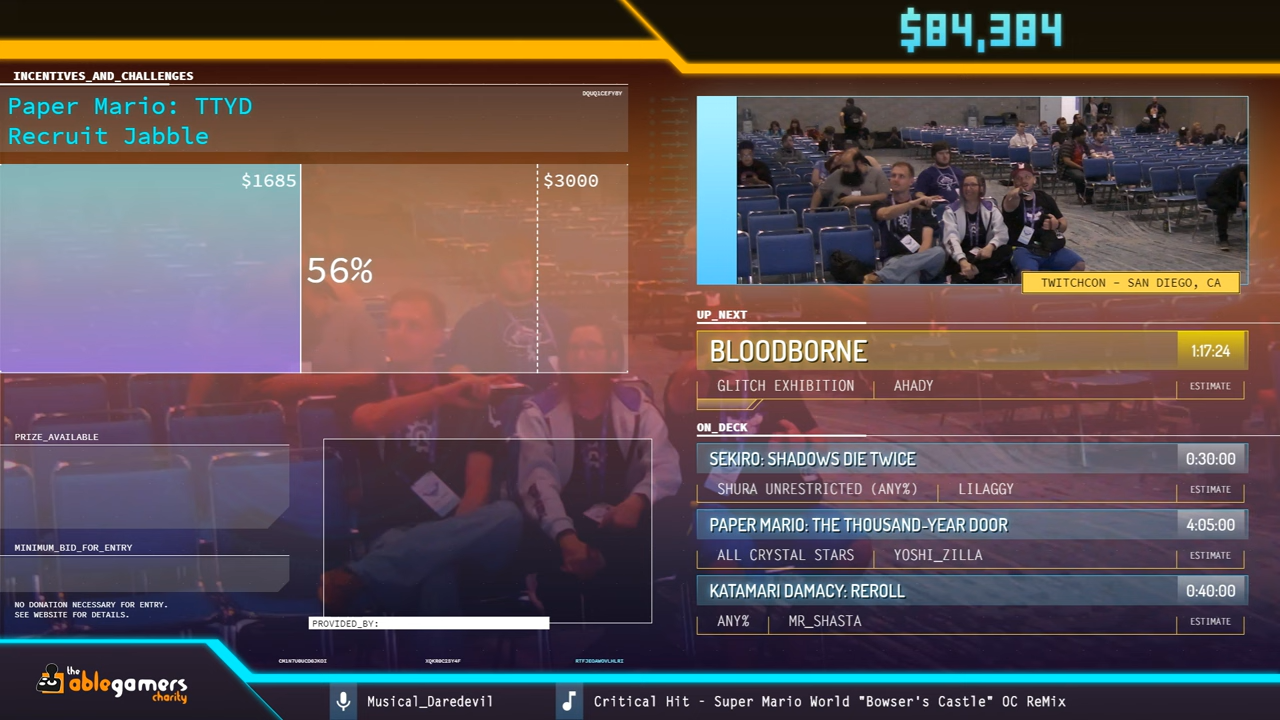 $84,384
INCENTIVES_AND_CHALLENGES
Paper Mario: TTYD
Recruit Jabble
$1685
$3000
56%
TWITCHCON - SAN DIEGO, CA
UP_NEXT
BLOODBORNE
1:17:24
GLITCH EXHIBITION
AHADY
ESTIMATE
ON_DECK
SEKIRO: SHADOWS DIE TWICE
0:30:00
SHURA UNRESTRICTED (ANY%)
LILAGGY
ESTIMATE
PAPER MARIO: THE THOUSAND-YEAR DOOR
4:05:00
ALL CRYSTAL STARS
YOSHI_ZILLA
ESTIMATE
KATAMARI DAMACY: REROLL
0:40:00
ANY%
MR_SHASTA
ESTIMATE
PRIZE_AVAILABLE
MINIMUM_BID_FOR_ENTRY
NO DONATION NECESSARY FOR ENTRY.
SEE WEBSITE FOR DETAILS.
PROVIDED_BY:
the
ablegamers
charity
Musical_Daredevil
Critical Hit - Super Mario World "Bowser's Castle" OC ReMix